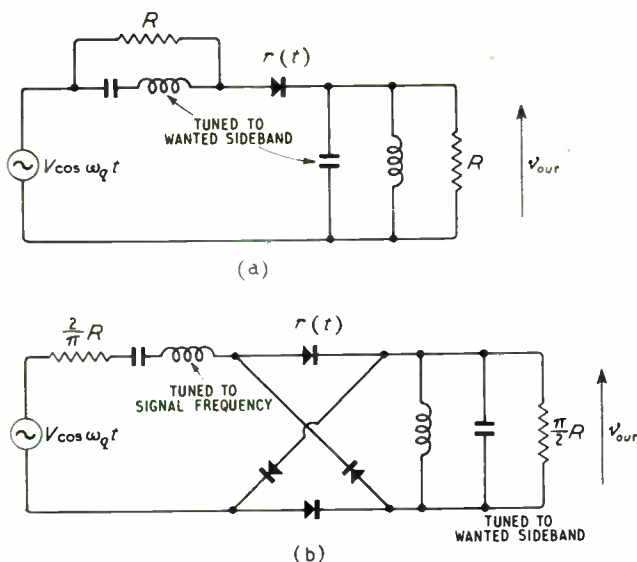 R
r(t)
TUNED TO
WANTED SIDEBAND
V cos ω_q t
R
v_out
(a)
2/π R
r(t)
TUNED TO
SIGNAL FREQUENCY
V cos ω_q t
π/2 R
v_out
TUNED TO
WANTED SIDEBAND
(b)